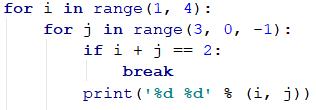 for i in range(1, 4):
    for j in range(3, 0, -1):
        if i + j == 2:
            break
        print('%d %d' % (i, j))